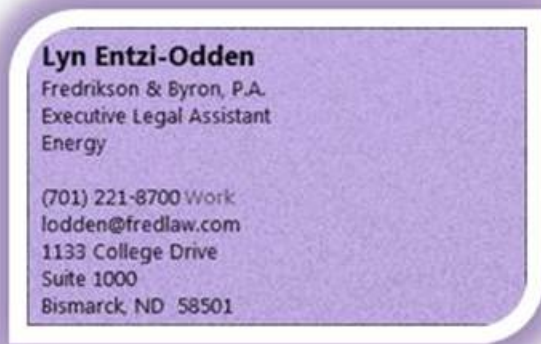 Lyn Entzi-Odden
Fredrikson & Byron, P.A.
Executive Legal Assistant
Energy
(701) 221-8700 Work
lodden@fredlaw.com
1133 College Drive
Suite 1000
Bismarck, ND  58501